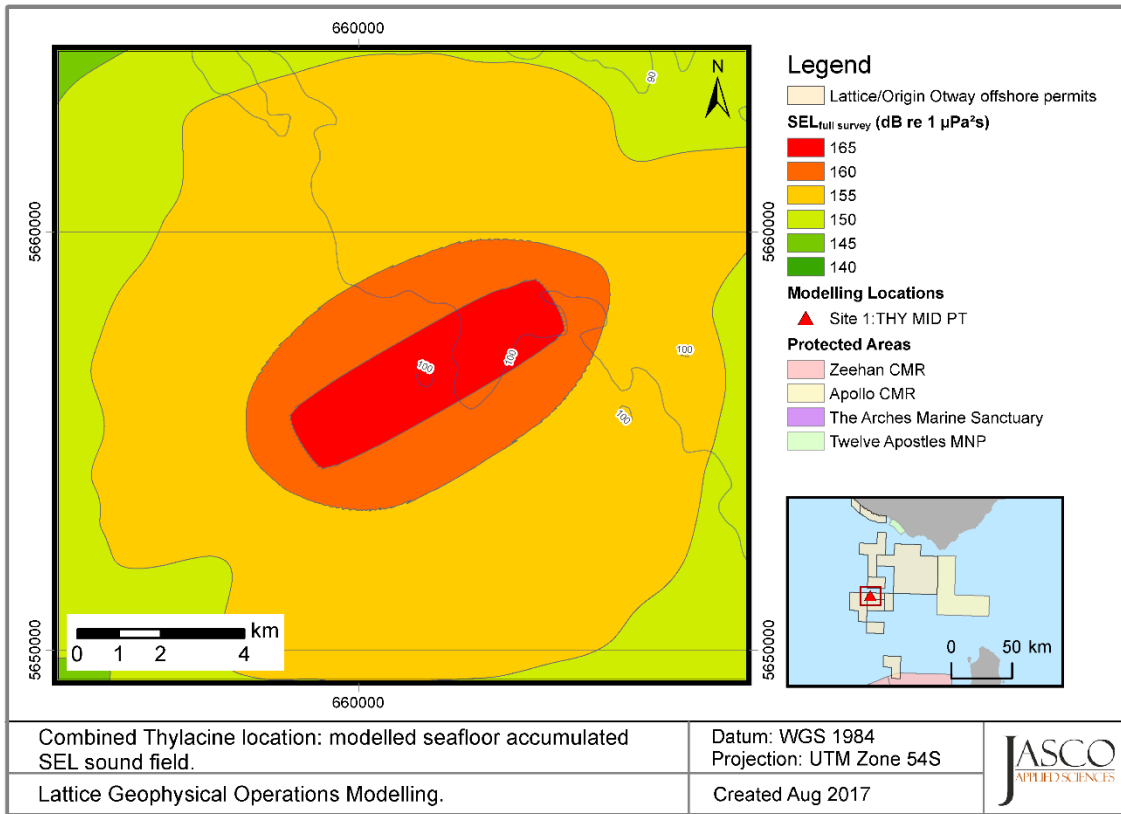 660000
90
N
5660000
5660000
100
100
100
100
km
0 1 2 4
5650000
5650000
660000
Legend
Lattice/Origin Otway offshore permits
SELfull survey (dB re 1 µPa²s)
165
160
155
150
145
140
Modelling Locations
Site 1:THY MID PT
Protected Areas
Zeehan CMR
Apollo CMR
The Arches Marine Sanctuary
Twelve Apostles MNP
0 50 km
Combined Thylacine location: modelled seafloor accumulated
SEL sound field.
Lattice Geophysical Operations Modelling.
Datum: WGS 1984
Projection: UTM Zone 54S
Created Aug 2017
JASCO
APPLIED SCIENCES